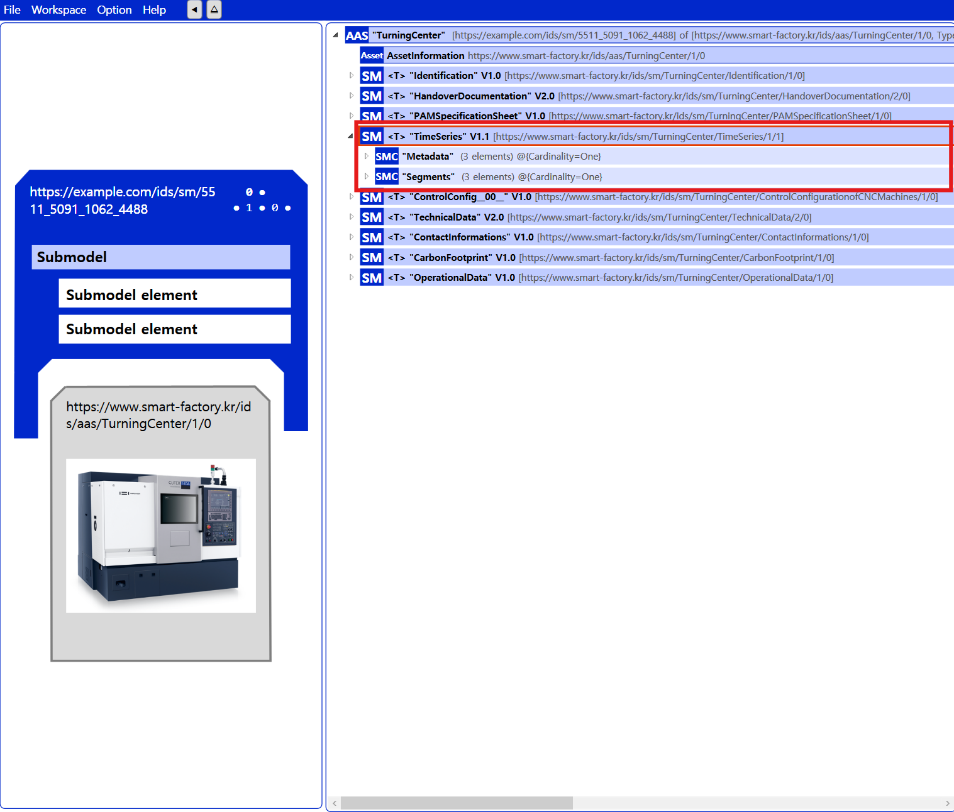 File Workspace Option Help
https://example.com/ids/sm/55
11_5091_1062_4488
0
1 0
Submodel
Submodel element
Submodel element
https://www.smart-factory.kr/id
s/aas/TurningCenter/1/0
AAS "TurningCenter" [https://example.com/ids/sm/5511_5091_1062_4488] of [https://www.smart-factory.kr/ids/aas/TurningCenter/1/0, Type
Asset AssetInformation https://www.smart-factory.kr/ids/aas/TurningCenter/1/0
SM <T> "Identification" V1.0 [https://www.smart-factory.kr/ids/sm/TurningCenter/Identification/1/0]
SM <T> "HandoverDocumentation" V2.0 [https://www.smart-factory.kr/ids/sm/TurningCenter/HandoverDocumentation/2/0]
SM <T> "PAMSpecificationSheet" V1.0 [https://www.smart-factory.kr/ids/sm/TurningCenter/PAMSpecificationSheet/1/0]
SM <T> "TimeSeries" V1.1 [https://www.smart-factory.kr/ids/sm/TurningCenter/TimeSeries/1/1]
SMC "Metadata" (3 elements) @{Cardinality=One}
SMC "Segments" (3 elements) @{Cardinality=One}
SM <T> "ControlConfig__00__" V1.0 [https://www.smart-factory.kr/ids/sm/TurningCenter/ControlConfigurationofCNCMachines/1/0]
SM <T> "TechnicalData" V2.0 [https://www.smart-factory.kr/ids/sm/TurningCenter/TechnicalData/2/0]
SM <T> "ContactInformations" V1.0 [https://www.smart-factory.kr/ids/sm/TurningCenter/ContactInformations/1/0]
SM <T> "CarbonFootprint" V1.0 [https://www.smart-factory.kr/ids/sm/TurningCenter/CarbonFootprint/1/0]
SM <T> "OperationalData" V1.0 [https://www.smart-factory.kr/ids/sm/TurningCenter/OperationalData/1/0]